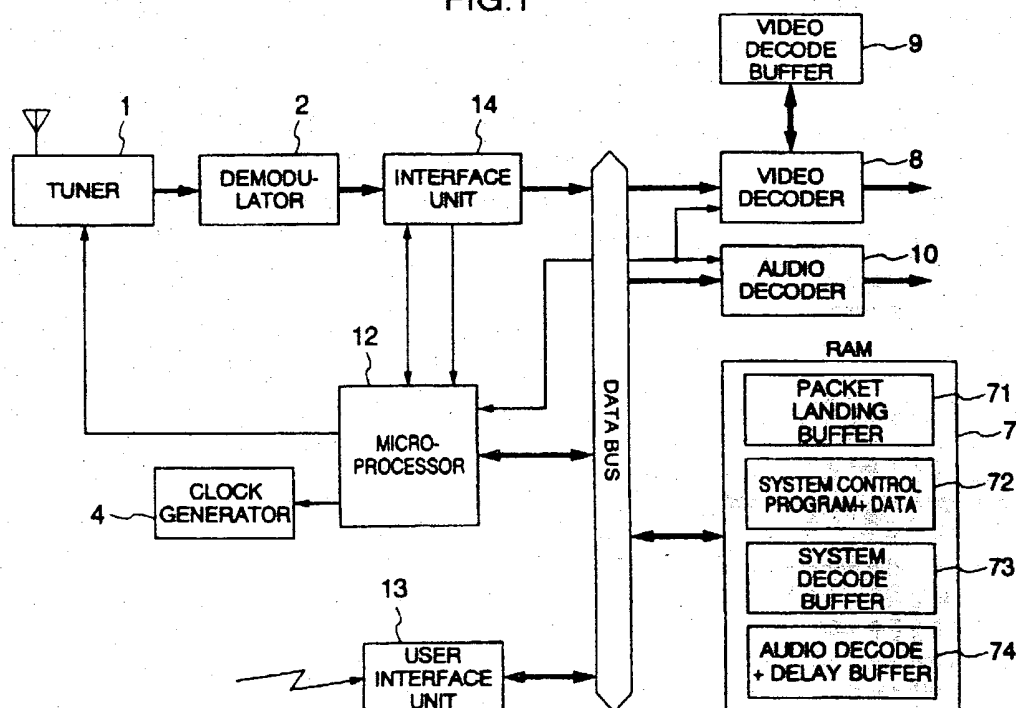 FIG.1
VIDEO
DECODE
BUFFER
9
1
2
14
TUNER
DEMODU-
LATOR
INTERFACE
UNIT
VIDEO
DECODER
8
AUDIO
DECODER
10
12
MICRO-
PROCESSOR
DATA BUS
CLOCK
GENERATOR
4
RAM
PACKET
LANDING
BUFFER
71
7
SYSTEM CONTROL
PROGRAM+ DATA
72
SYSTEM
DECODE
BUFFER
73
AUDIO DECODE
+ DELAY BUFFER
74
13
USER
INTERFACE
UNIT